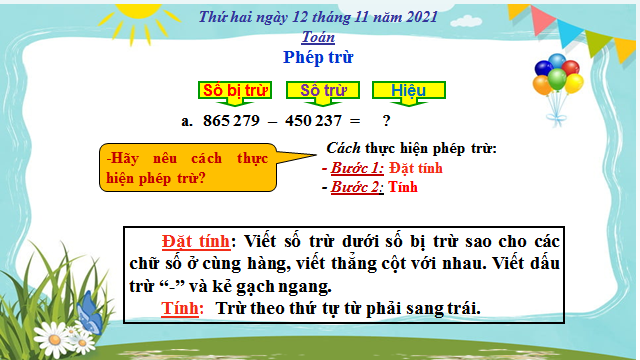 Thứ hai ngày 12 tháng 11 năm 2021
Toán
Phép trừ
Số bị trừ Số trừ Hiệu
a. 865 279 – 450 237 = ?
-Hãy nêu cách thực
hiện phép trừ?
Cách thực hiện phép trừ:
- Bước 1: Đặt tính
- Bước 2: Tính
Đặt tính: Viết số trừ dưới số bị trừ sao cho các
chữ số ở cùng hàng, viết thẳng cột với nhau. Viết dấu
trừ “-” và kẻ gạch ngang.
Tính: Trừ theo thứ tự từ phải sang trái.